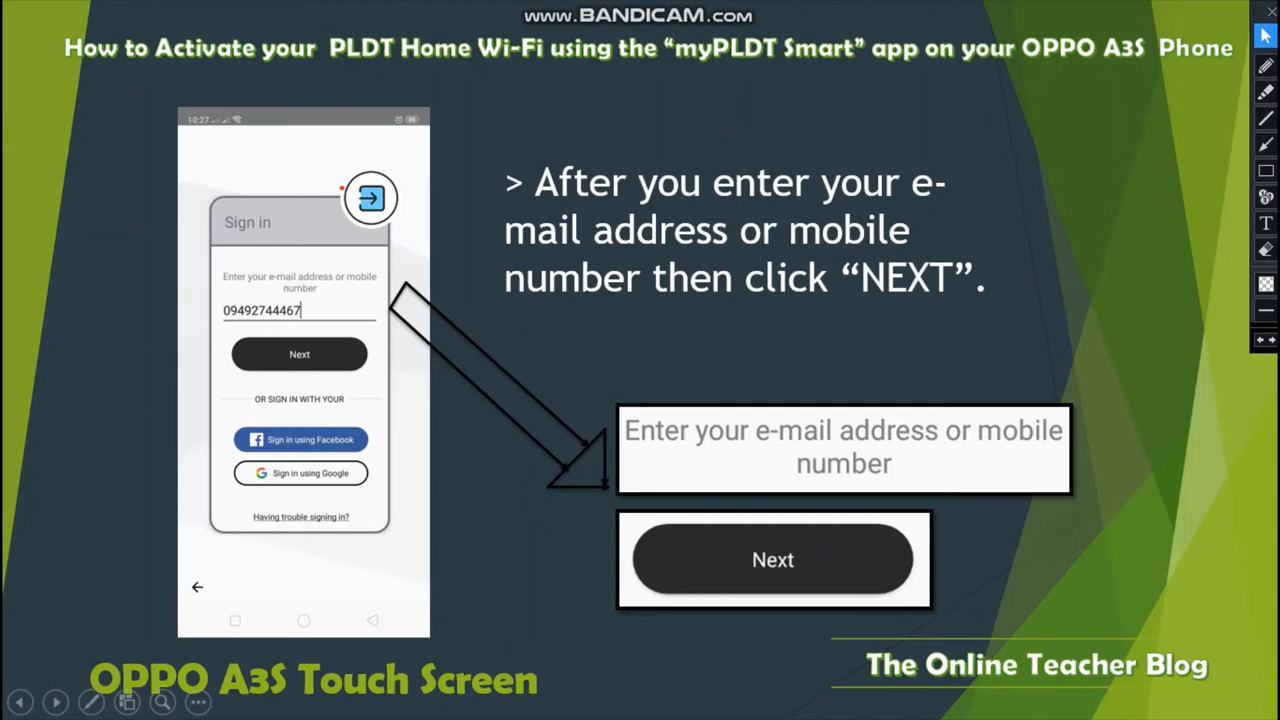 www.BANDICAM.com
How to Activate your PLDT Home Wi-Fi using the “myPLDT Smart” app on your OPPO A3S Phone
10:27
Sign in
Enter your e-mail address or mobile
number
09492744467
Next
OR SIGN IN WITH YOUR
Sign in using Facebook
Sign in using Google
Having trouble signing in?
> After you enter your e-
mail address or mobile
number then click “NEXT”.
Enter your e-mail address or mobile
number
Next
OPPO A3S Touch Screen
The Online Teacher Blog